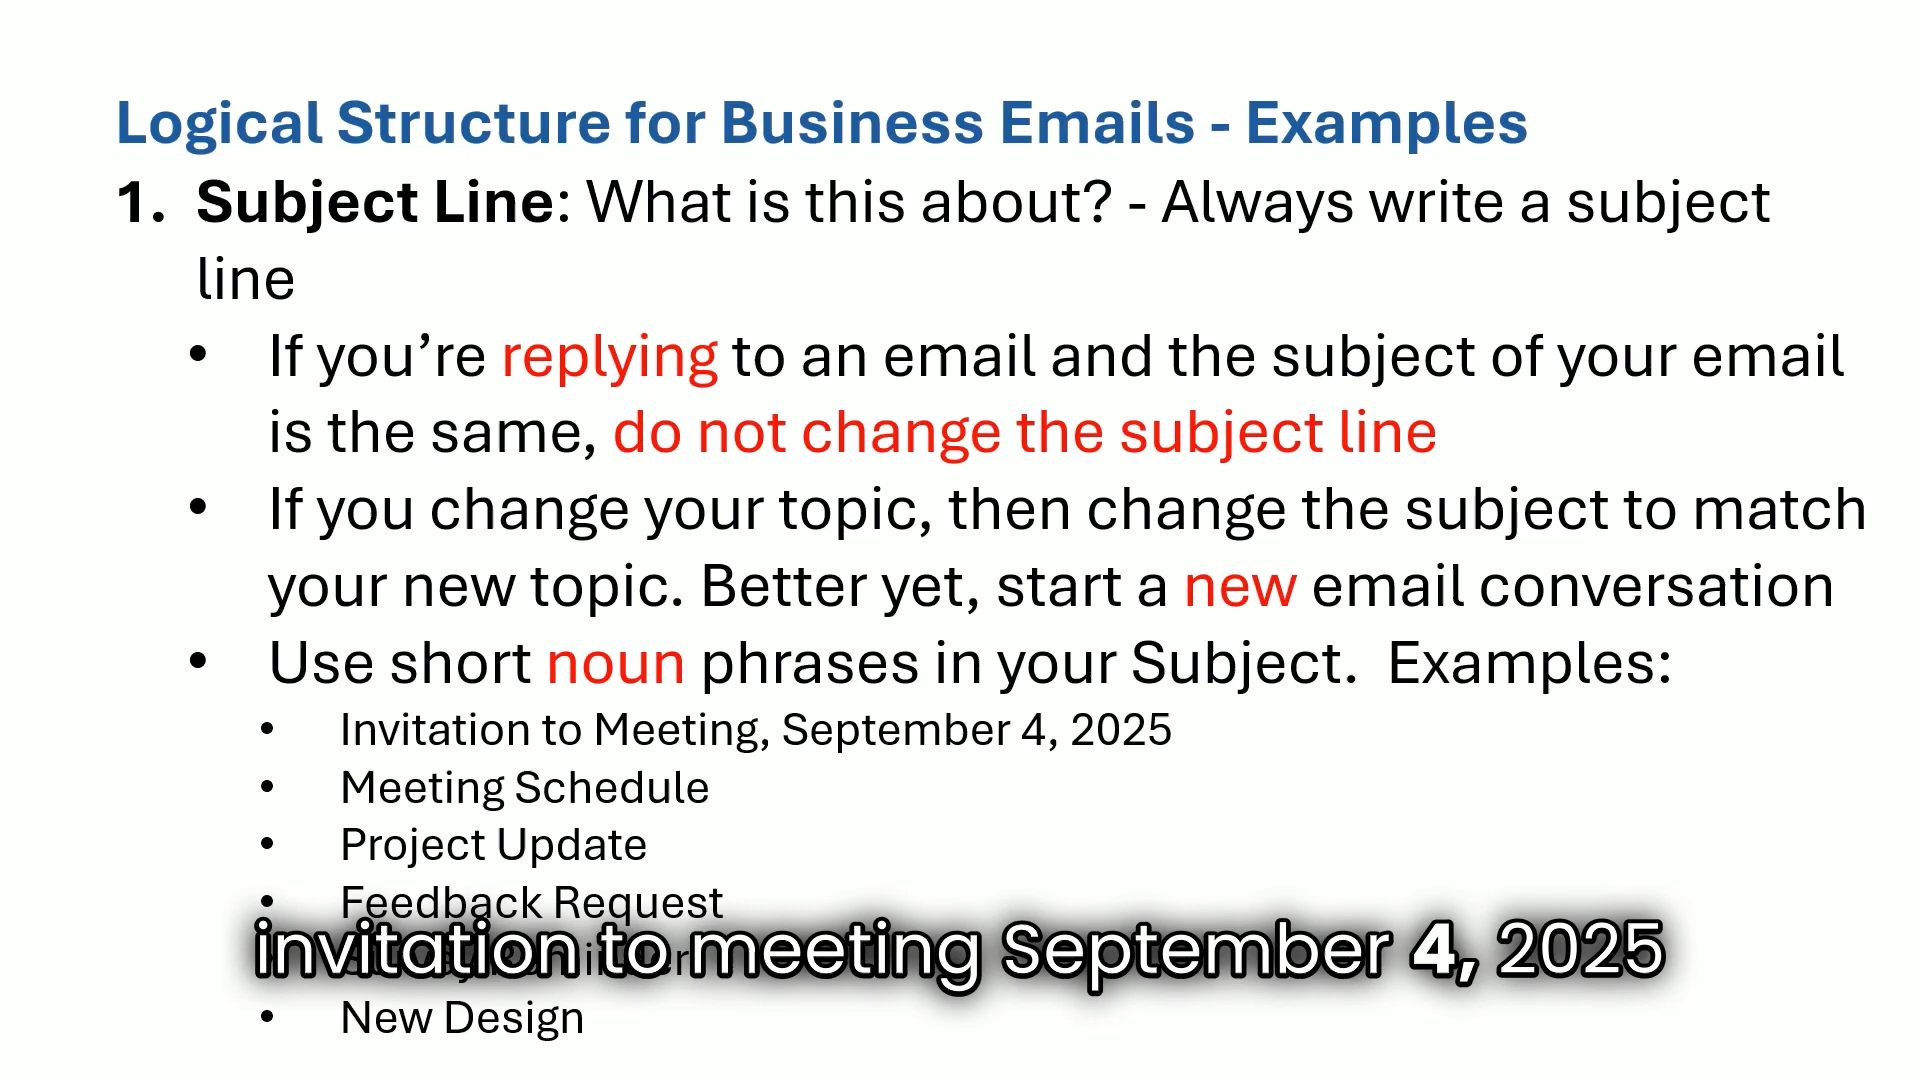 Logical Structure for Business Emails - Examples
1. Subject Line: What is this about? - Always write a subject
line
• If you’re replying to an email and the subject of your email
is the same, do not change the subject line
• If you change your topic, then change the subject to match
your new topic. Better yet, start a new email conversation
• Use short noun phrases in your Subject.  Examples:
• Invitation to Meeting, September 4, 2025
• Meeting Schedule
• Project Update
• Feedback Request
invitation to meeting September 4, 2025
• New Design